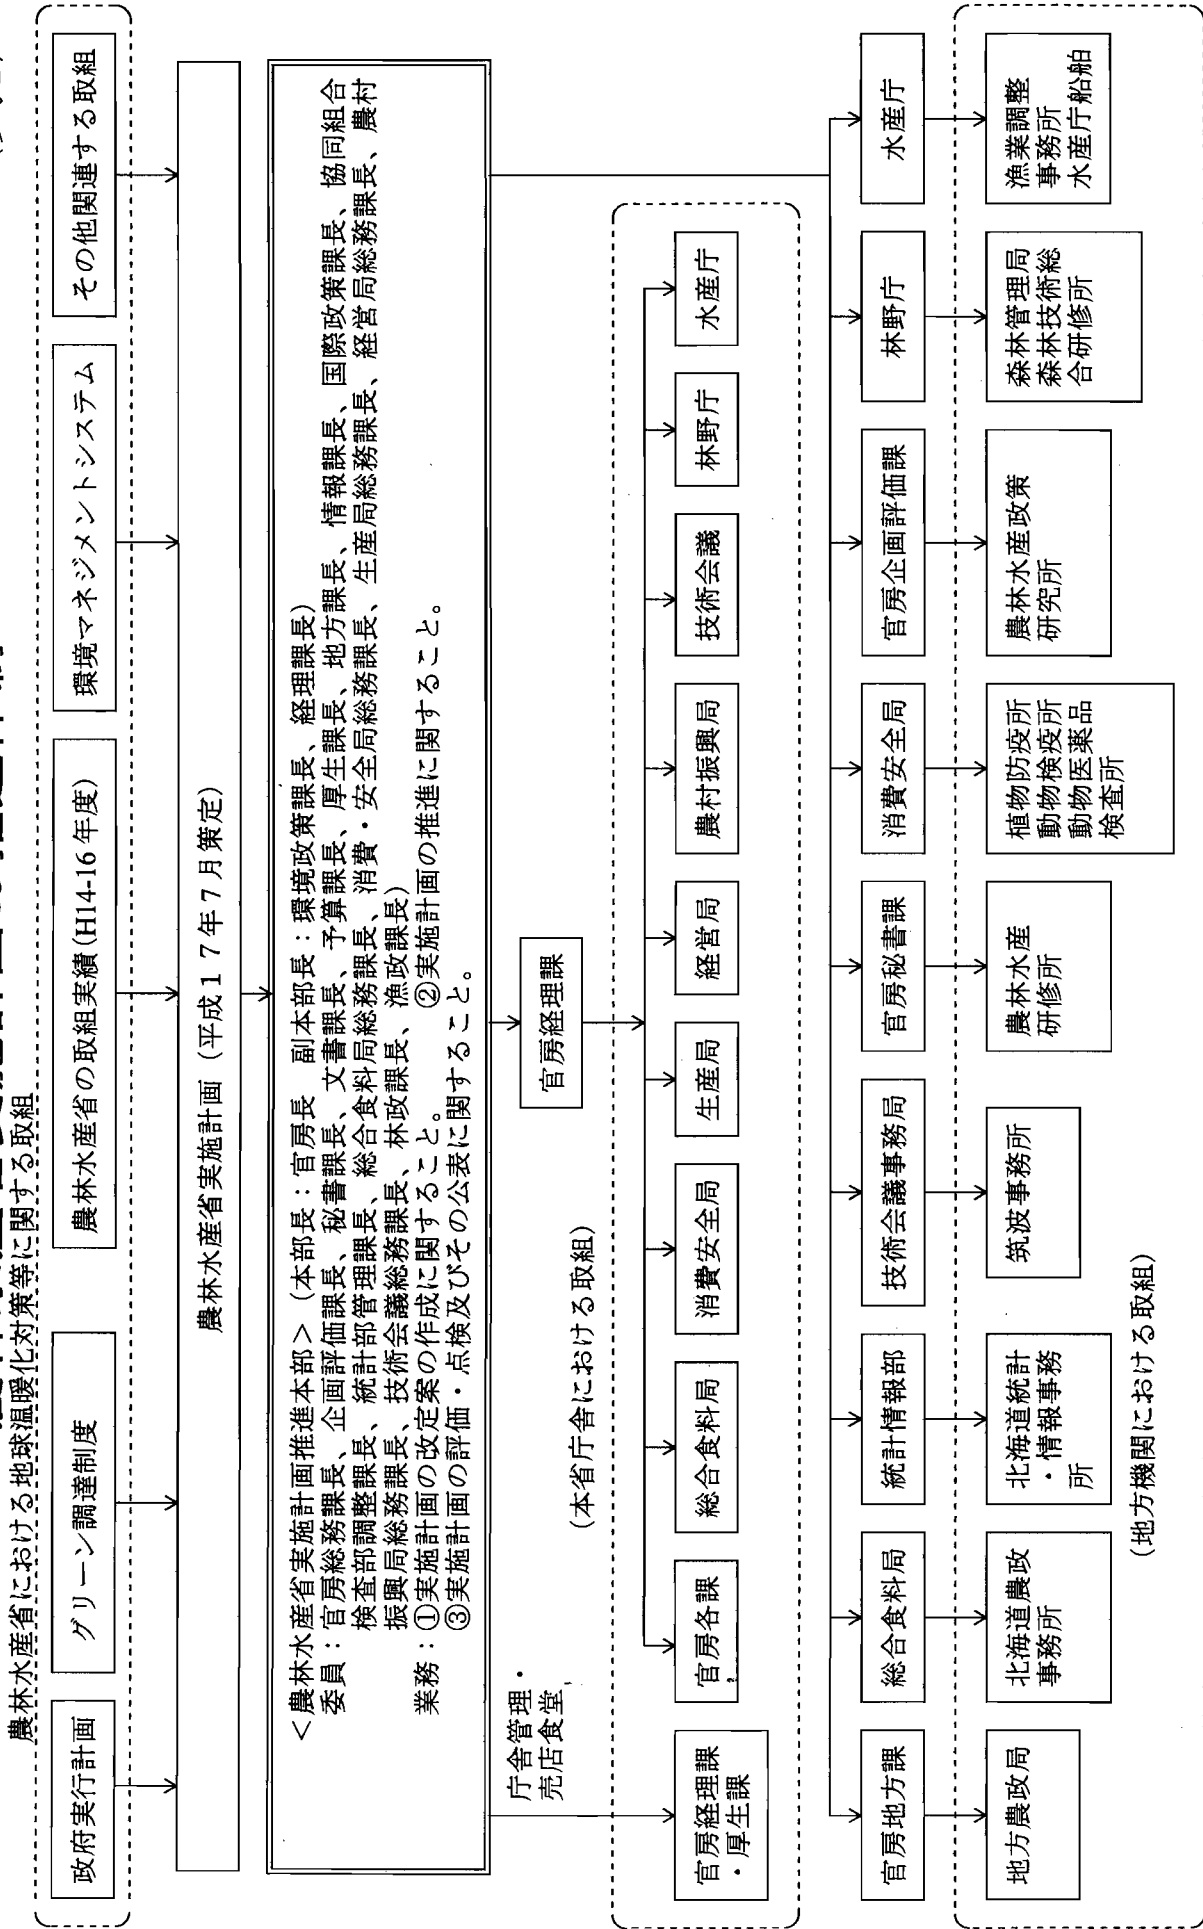 農林水産省における地球温暖化対策等に関する取組
政府実行計画
グリーン調達制度
農林水産省の取組実績(H14-16年度)
環境マネジメントシステム
その他関連する取組
農林水産省実施計画（平成１７年７月策定）
＜農林水産省実施計画推進本部＞（本部長：官房長　副本部長：環境政策課長、経理課長）
委員：官房総務課長、企画評価課長、秘書課長、文書課長、予算課長、厚生課長、地方課長、情報課長、国際政策課長、協同組合
検査部調整課長、統計部管理課長、総合食料局総務課長、消費・安全局総務課長、生産局総務課長、経営局総務課長、農村
振興局総務課長、技術会議総務課長、林政課長、漁政課長）
業務：①実施計画の改定案の作成に関すること。　②実施計画の推進に関すること。
③実施計画の評価・点検及びその公表に関すること。
庁舎管理・
売店食堂
官房経理課
（本省庁舎における取組）
官房経理課
・厚生課
官房各課
総合食料局
消費安全局
生産局
経営局
農村振興局
技術会議
林野庁
水産庁
官房地方課
総合食料局
統計情報部
技術会議事務局
官房秘書課
消費安全局
官房企画評価課
林野庁
水産庁
地方農政局
北海道農政
事務所
北海道統計
・情報事務
所
筑波事務所
農林水産
研修所
植物防疫所
動物検疫所
動物医薬品
検査所
農林水産政策
研究所
森林管理局
森林技術総
合研修所
漁業調整
事務所
水産庁船舶
（地方機関における取組）